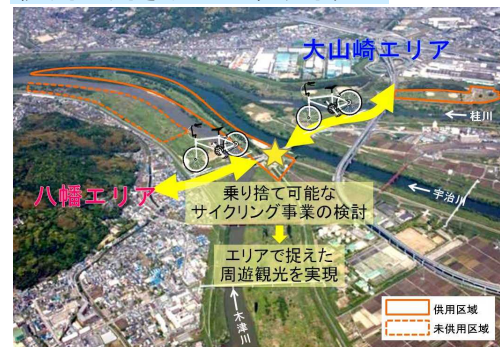 大山崎エリア
桂川
八幡エリア
宇治川
乗り捨て可能な
サイクリング事業の検討
エリアで捉えた
周遊観光を実現
木津川
供用区域
未供用区域